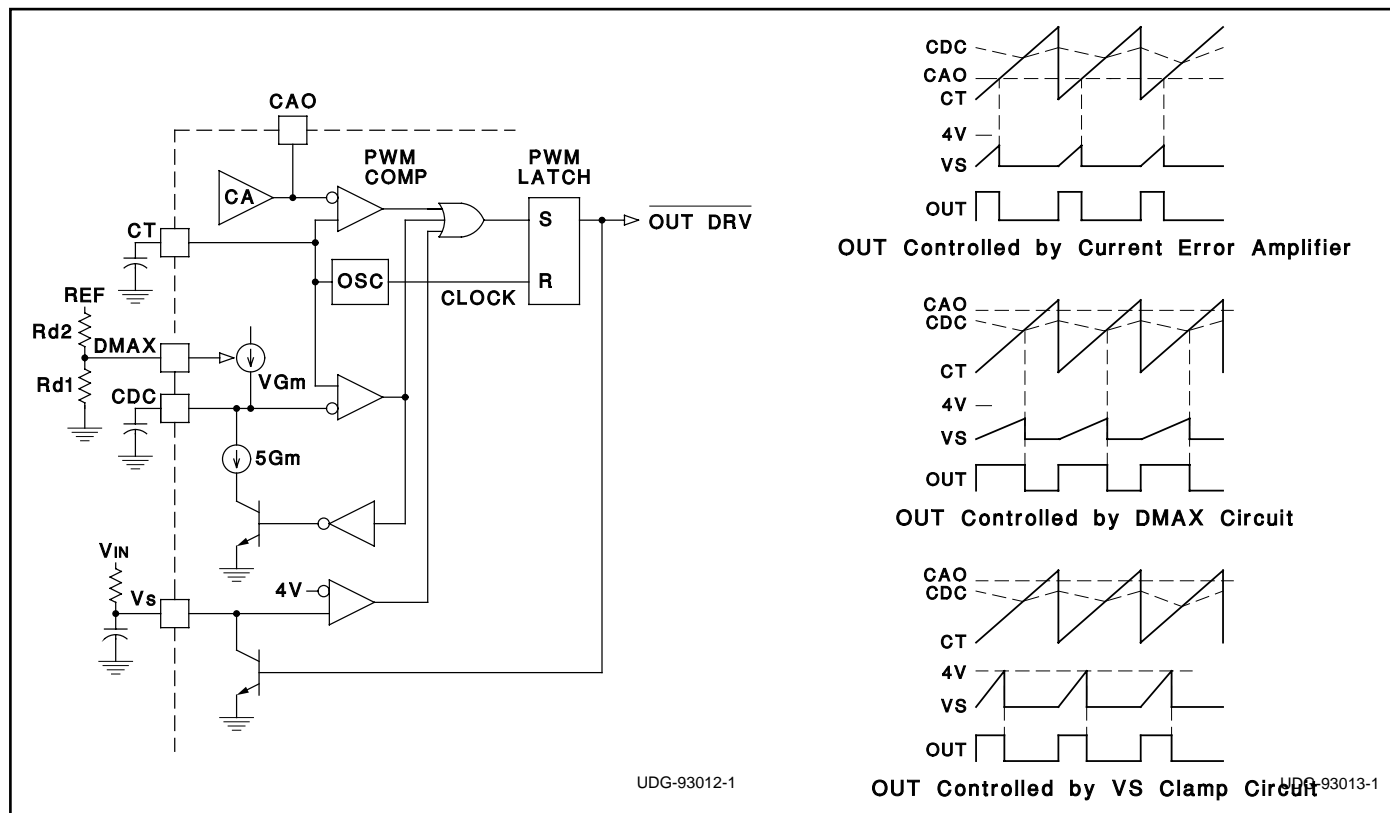 CAO
CA
PWM
COMP
PWM
LATCH
S
R
OUT DRV
CT
OSC
CLOCK
REF
Rd2
DMAX
VGm
Rd1
CDC
5Gm
VIN
Vs
4V
UDG-93012-1
CDC
CAO
CT
4V
VS
OUT
OUT Controlled by Current Error Amplifier
CAO
CDC
CT
4V
VS
OUT
OUT Controlled by DMAX Circuit
CAO
CDC
CT
4V
VS
OUT
OUT Controlled by VS Clamp Circuit
UDG-93013-1